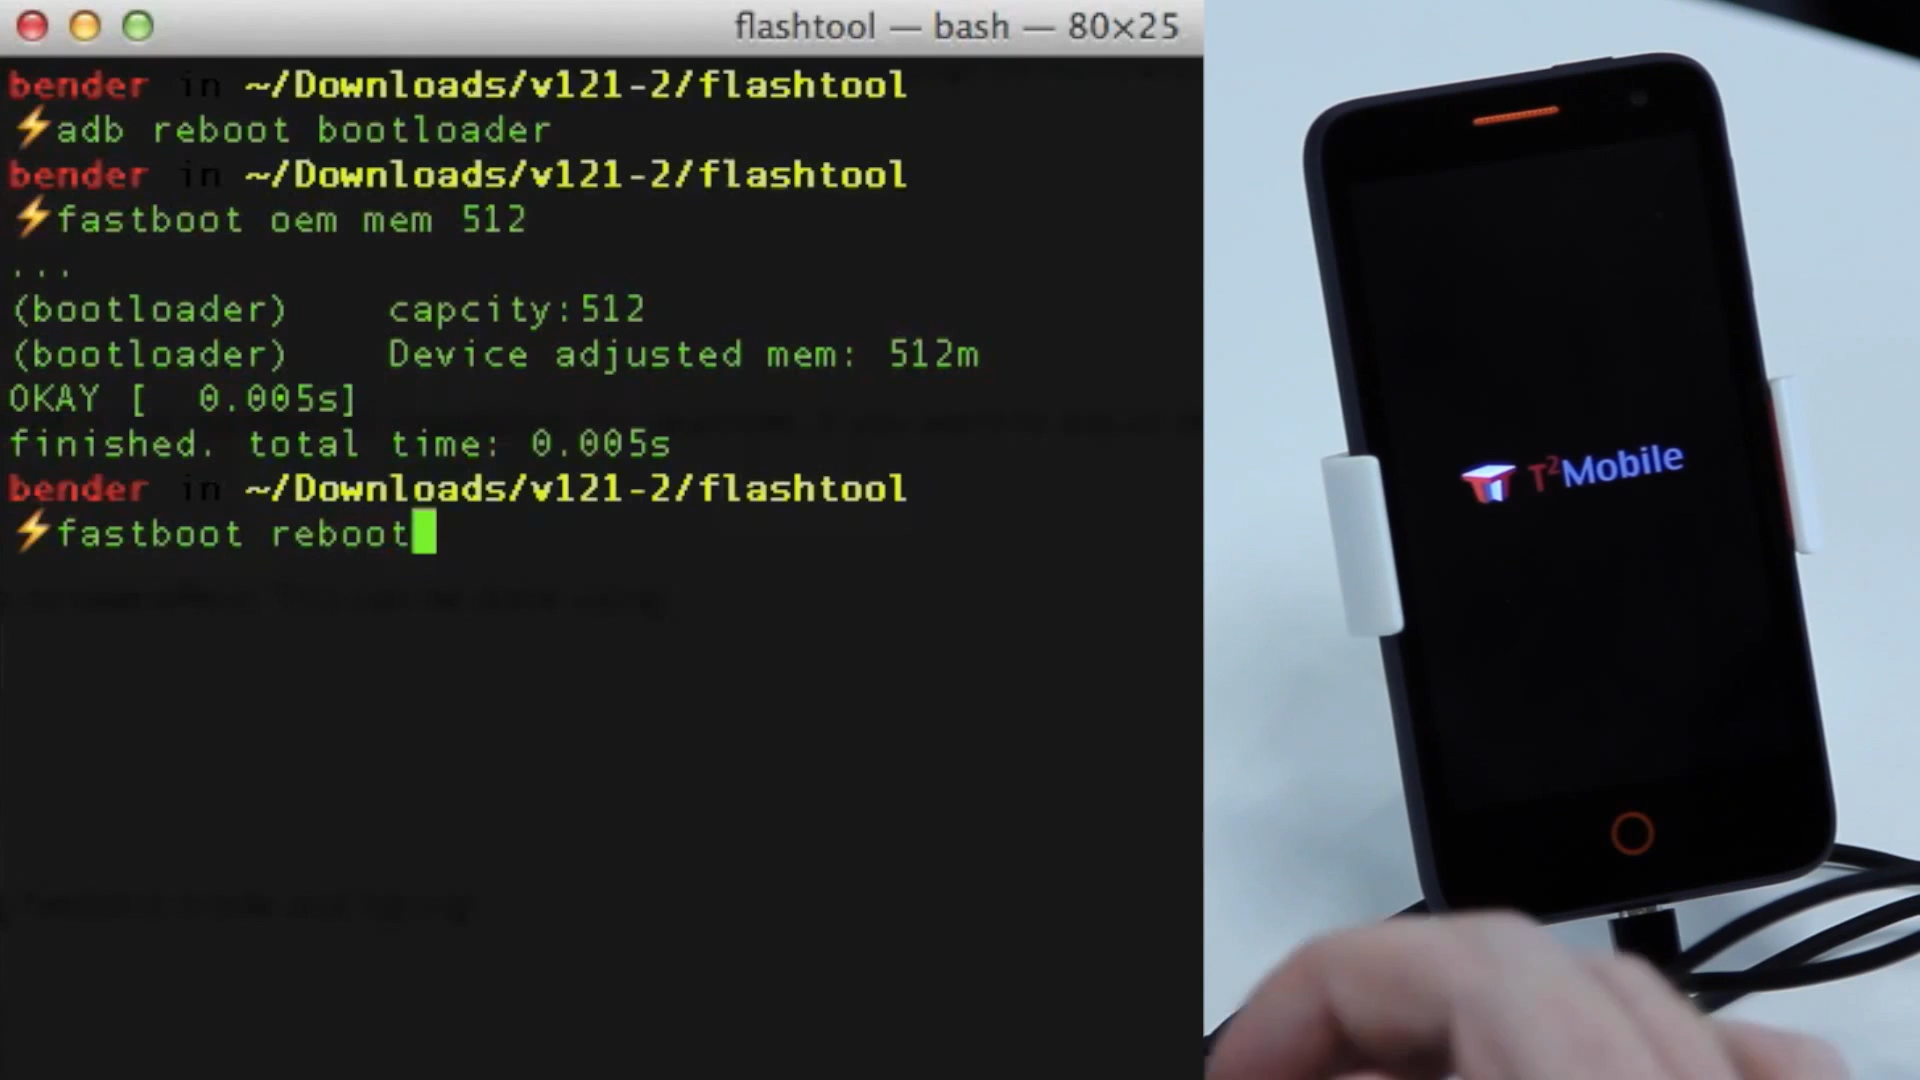 flashtool — bash — 80×25
bender in ~/Downloads/v121-2/flashtool
⚡adb reboot bootloader
bender in ~/Downloads/v121-2/flashtool
⚡fastboot oem mem 512
...
(bootloader)    capcity:512
(bootloader)    Device adjusted mem: 512m
OKAY [  0.005s]
finished. total time: 0.005s
bender in ~/Downloads/v121-2/flashtool
⚡fastboot reboot
T²Mobile